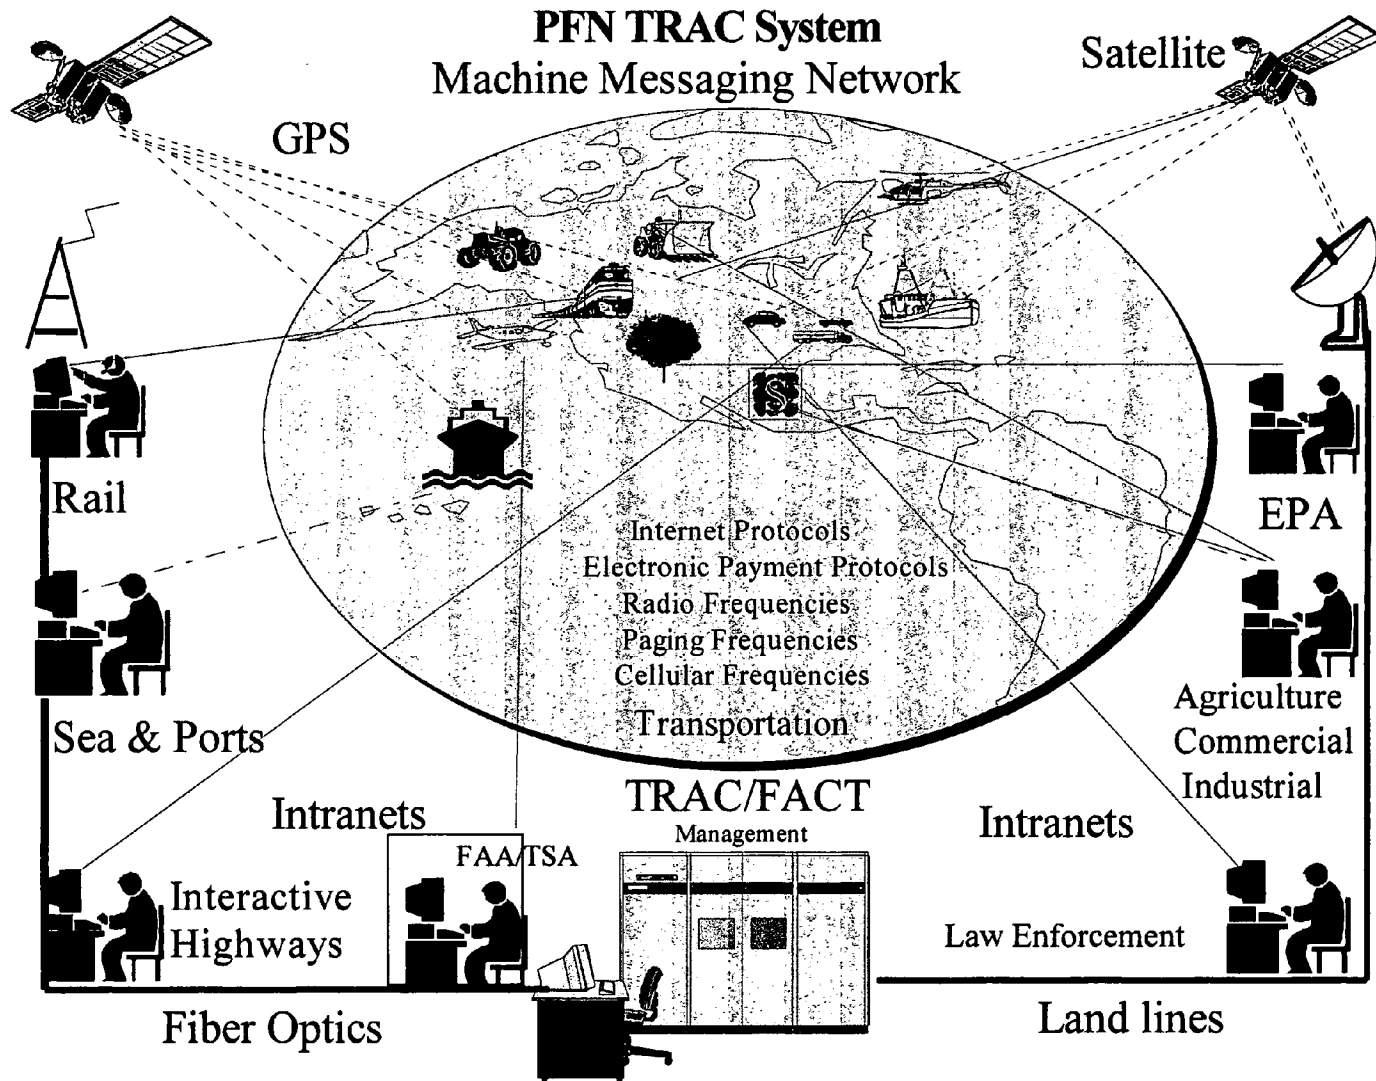 PFN TRAC System
Machine Messaging Network
Satellite
GPS
Rail
EPA
Internet Protocols
Electronic Payment Protocols
Radio Frequencies
Paging Frequencies
Cellular Frequencies
Transportation
Sea & Ports
Agriculture
Commercial
Industrial
TRAC/FACT
Management
Intranets
Intranets
FAA/TSA
Interactive
Highways
Law Enforcement
Fiber Optics
Land lines
$